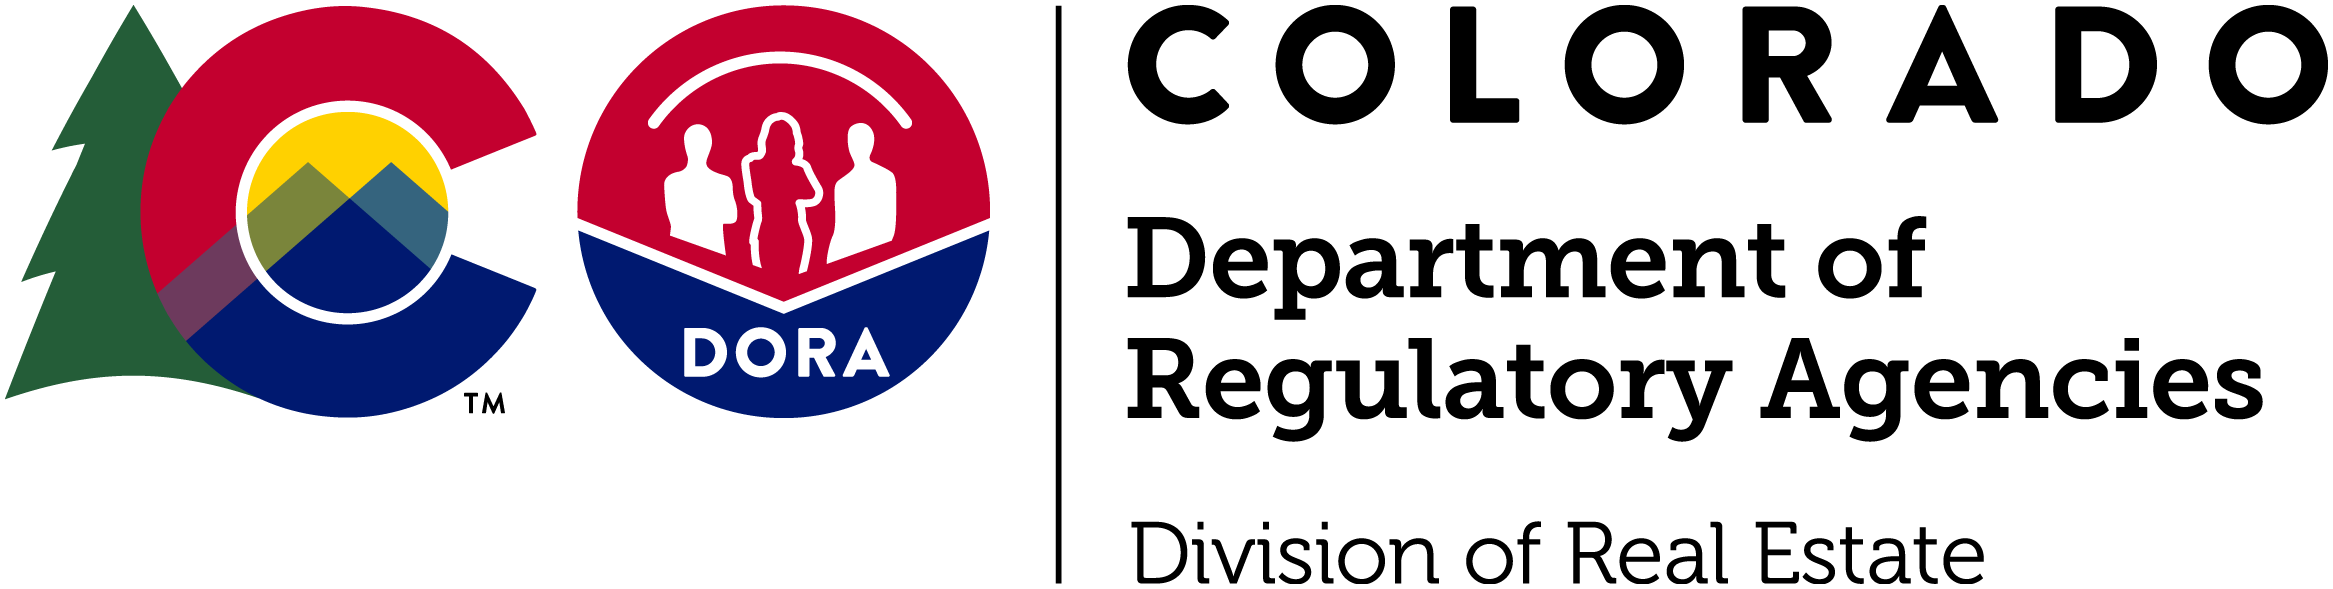 TM
DORA
COLORADO
Department of
Regulatory Agencies
Division of Real Estate